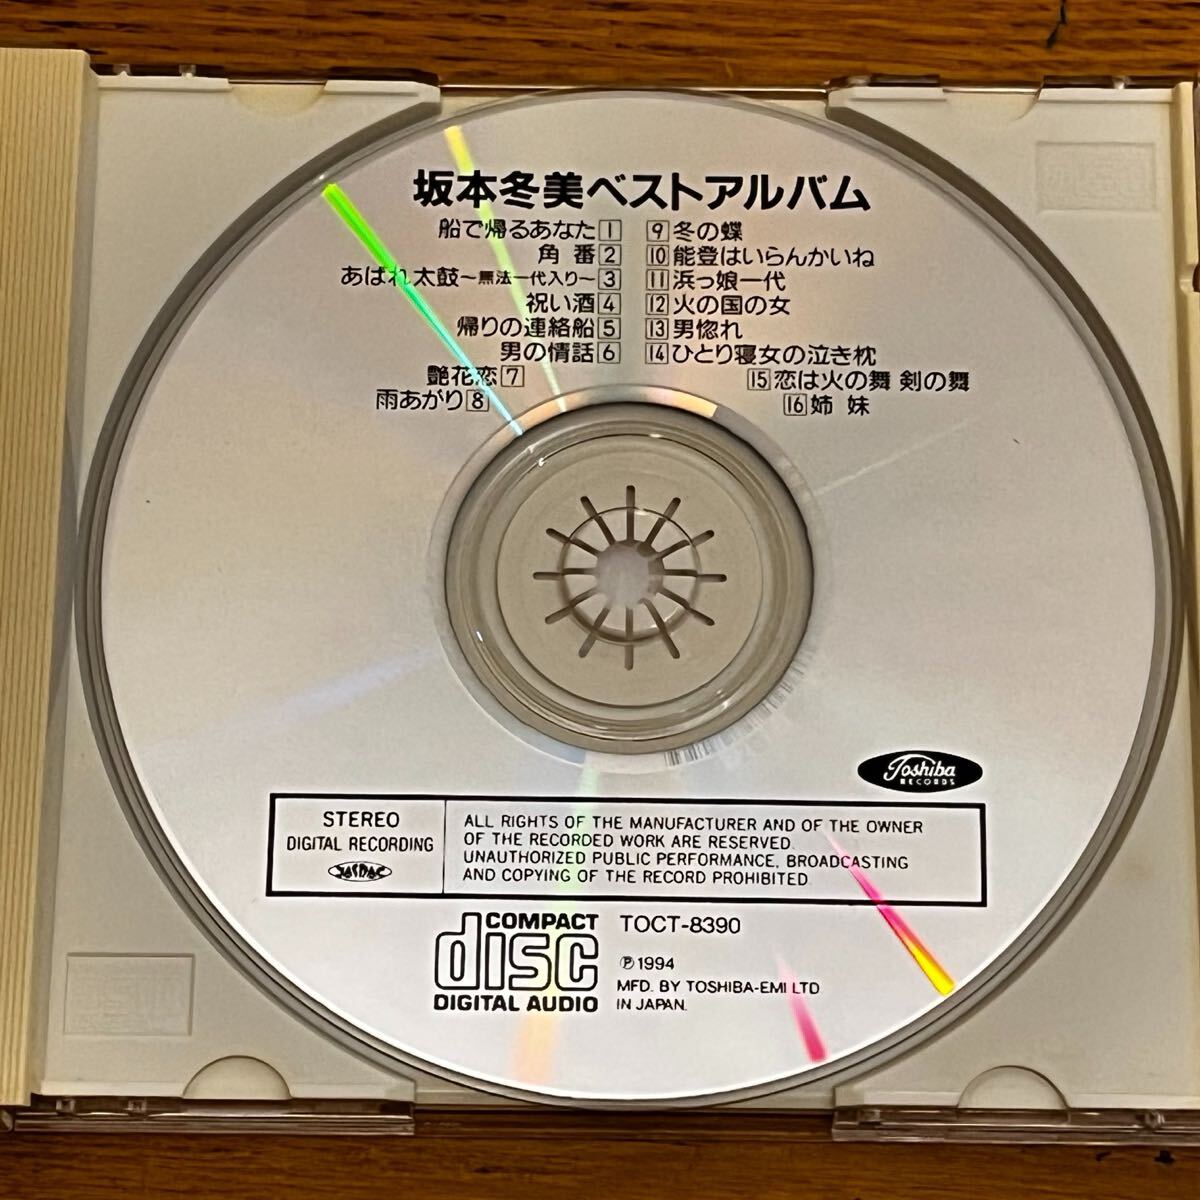 坂本冬美ベストアルバム
船で帰るあなた 1
角 番 2
あばれ太鼓～無法一代入り～ 3
祝い酒 4
帰りの連絡船 5
男の情話 6
艶花恋 7
雨あがり 8
9 冬の蝶
10 能登はいらんかいね
11 浜っ娘一代
12 火の国の女
13 男惚れ
14 ひとり寝女の泣き枕
15 恋は火の舞 剣の舞
16 姉 妹
Toshiba
RECORDS
STEREO
DIGITAL RECORDING
JASRAC
ALL RIGHTS OF THE MANUFACTURER AND OF THE OWNER
OF THE RECORDED WORK ARE RESERVED.
UNAUTHORIZED PUBLIC PERFORMANCE, BROADCASTING
AND COPYING OF THE RECORD PROHIBITED
COMPACT
disc
DIGITAL AUDIO
TOCT-8390
℗1994
MFD. BY TOSHIBA-EMI LTD
IN JAPAN.